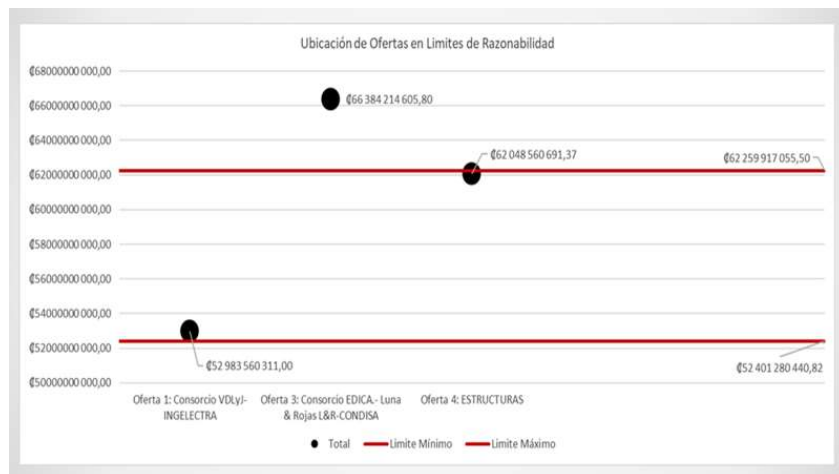 Ubicación de Ofertas en Limites de Razonabilidad
₡68000000 000,00
₡66000000 000,00
₡64000000 000,00
₡62000000 000,00
₡60000000 000,00
₡58000000 000,00
₡56000000 000,00
₡54000000 000,00
₡52000000 000,00
₡50000000 000,00
₡66 384 214 605,80
₡62 048 560 691,37
₡62 259 917 055,50
₡52 983 560 311,00
₡52 401 280 440,82
Oferta 1: Consorcio VDLyJ-
INGELECTRA
Oferta 3: Consorcio EDICA.- Luna
& Rojas L&R-CONDISA
Oferta 4: ESTRUCTURAS
Total
Limite Mínimo
Limite Máximo